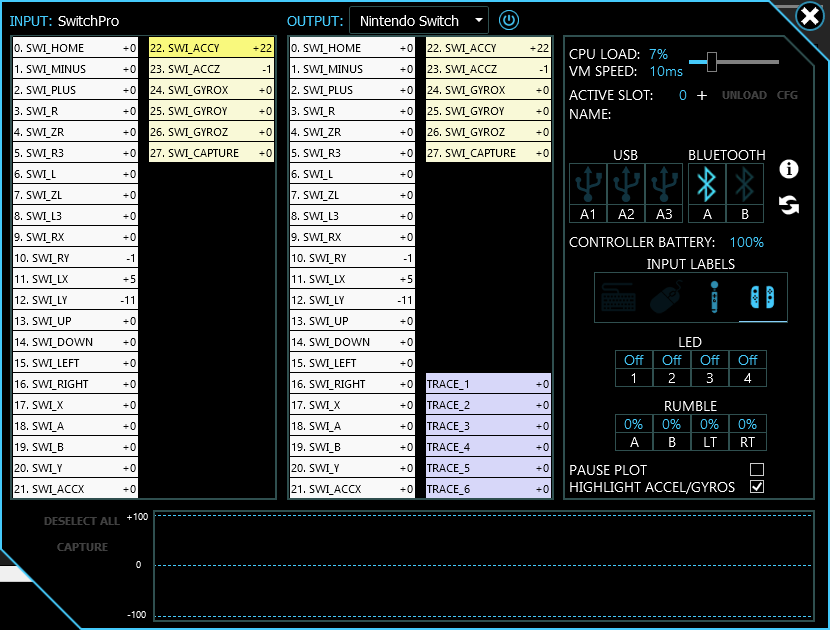 INPUT: SwitchPro
OUTPUT: Nintendo Switch
0. SWI_HOME +0
1. SWI_MINUS +0
2. SWI_PLUS +0
3. SWI_R +0
4. SWI_ZR +0
5. SWI_R3 +0
6. SWI_L +0
7. SWI_ZL +0
8. SWI_L3 +0
9. SWI_RX +0
10. SWI_RY -1
11. SWI_LX +5
12. SWI_LY -11
13. SWI_UP +0
14. SWI_DOWN +0
15. SWI_LEFT +0
16. SWI_RIGHT +0
17. SWI_X +0
18. SWI_A +0
19. SWI_B +0
20. SWI_Y +0
21. SWI_ACCX +0
22. SWI_ACCY +22
23. SWI_ACCZ -1
24. SWI_GYROX +0
25. SWI_GYROY +0
26. SWI_GYROZ +0
27. SWI_CAPTURE +0
0. SWI_HOME +0
1. SWI_MINUS +0
2. SWI_PLUS +0
3. SWI_R +0
4. SWI_ZR +0
5. SWI_R3 +0
6. SWI_L +0
7. SWI_ZL +0
8. SWI_L3 +0
9. SWI_RX +0
10. SWI_RY -1
11. SWI_LX +5
12. SWI_LY -11
13. SWI_UP +0
14. SWI_DOWN +0
15. SWI_LEFT +0
16. SWI_RIGHT +0
17. SWI_X +0
18. SWI_A +0
19. SWI_B +0
20. SWI_Y +0
21. SWI_ACCX +0
22. SWI_ACCY +22
23. SWI_ACCZ -1
24. SWI_GYROX +0
25. SWI_GYROY +0
26. SWI_GYROZ +0
27. SWI_CAPTURE +0
TRACE_1 +0
TRACE_2 +0
TRACE_3 +0
TRACE_4 +0
TRACE_5 +0
TRACE_6 +0
CPU LOAD: 7%
VM SPEED: 10ms
ACTIVE SLOT: 0 + UNLOAD CFG
NAME:
USB BLUETOOTH
A1 A2 A3 A B
CONTROLLER BATTERY: 100%
INPUT LABELS
LED
Off Off Off Off
1 2 3 4
RUMBLE
0% 0% 0% 0%
A B LT RT
PAUSE PLOT
HIGHLIGHT ACCEL/GYROS
DESELECT ALL
CAPTURE
+100
0
-100